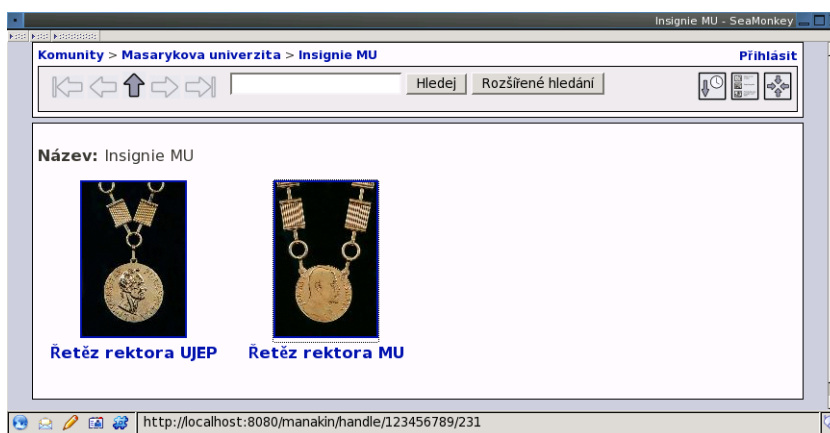 Insignie MU - SeaMonkey
Komunity > Masarykova univerzita > Insignie MU
Přihlásit
Hledej
Rozšířené hledání
Název: Insignie MU
Řetěz rektora UJEP
Řetěz rektora MU
http://localhost:8080/manakin/handle/123456789/231